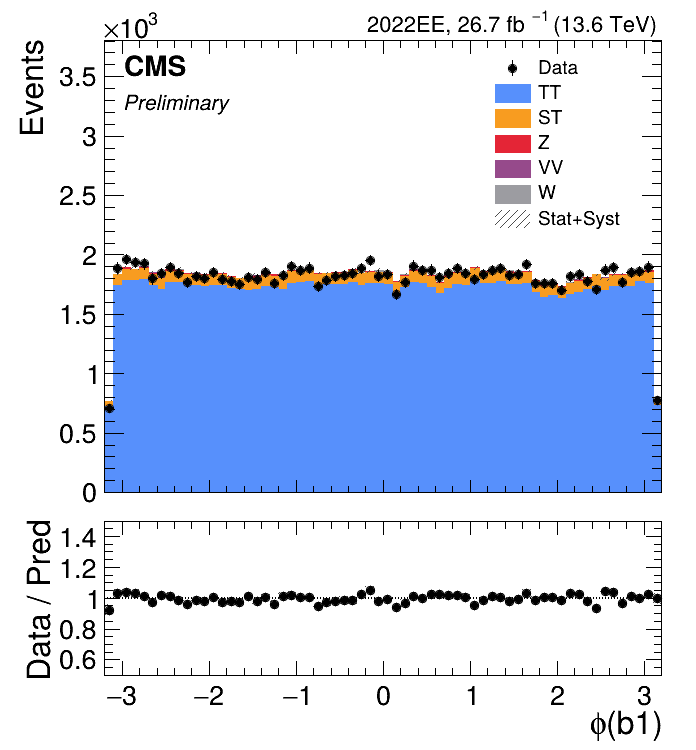 ×10³ 2022EE, 26.7 fb ⁻¹ (13.6 TeV)
Events
CMS
Preliminary
Data
TT
ST
Z
VV
W
Stat+Syst
3.5
3
2.5
2
1.5
1
0.5
0
Data / Pred
1.4
1.2
1
0.8
0.6
−3 −2 −1 0 1 2 3
ϕ(b1)